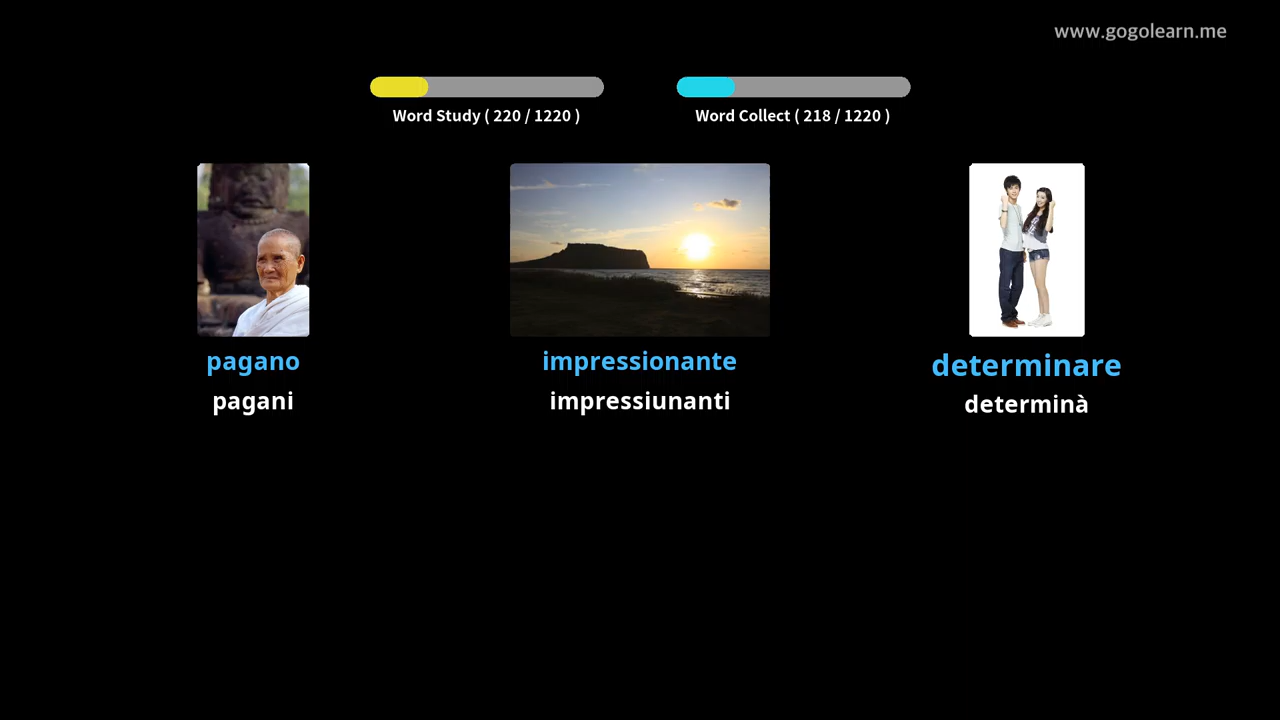 www.gogolearn.me
Word Study ( 220 / 1220 )
Word Collect ( 218 / 1220 )
pagano
impressionante
determinare
pagani
impressiunanti
determinà